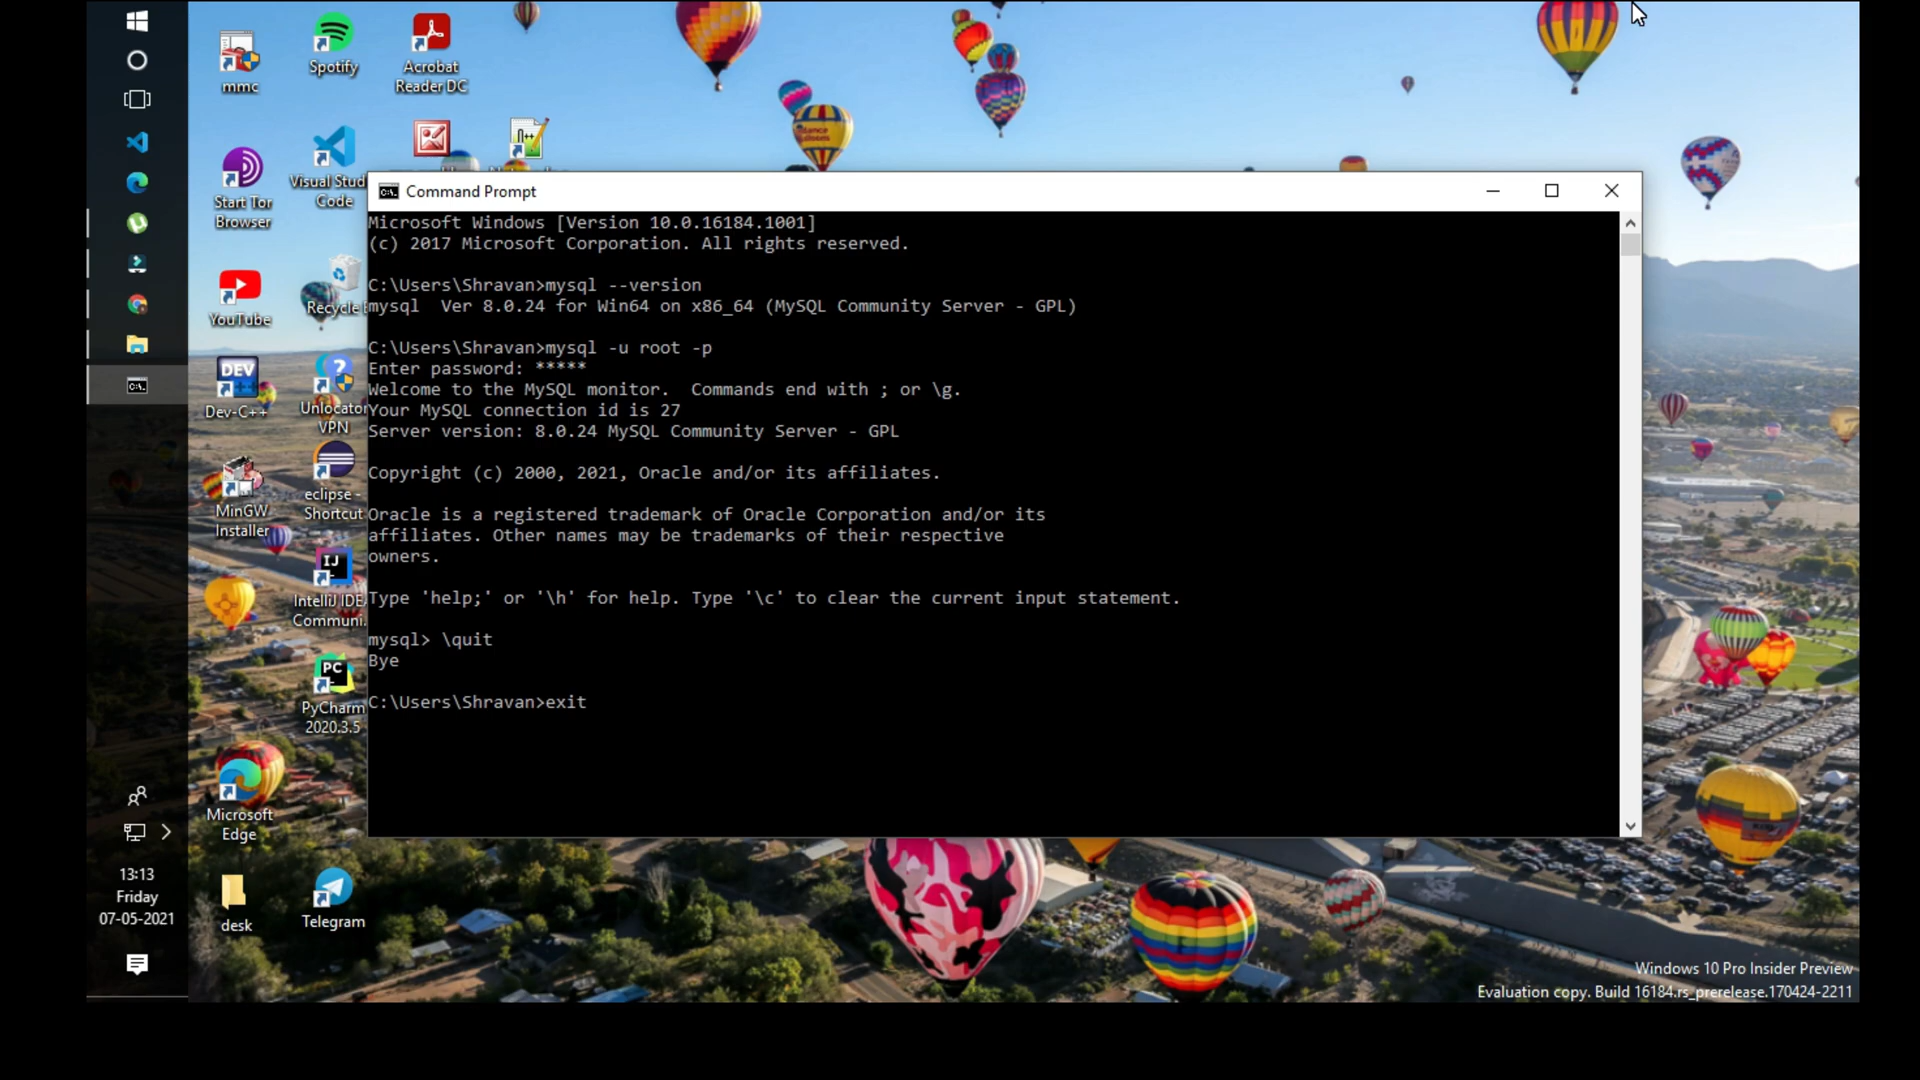 mmc
Spotify
Acrobat
Reader DC
Start Tor
Browser
Visual Stud
Code
YouTube
Recycle
DEV
Dev-C++
Unlocator
VPN
MinGW
Installer
eclipse -
Shortcut
IJ
IntelliJ IDE
Communi...
PC
PyCharm
2020.3.5
Microsoft
Edge
desk
Telegram
13:13
Friday
07-05-2021
Command Prompt
Microsoft Windows [Version 10.0.16184.1001]
(c) 2017 Microsoft Corporation. All rights reserved.
C:\Users\Shravan>mysql --version
mysql  Ver 8.0.24 for Win64 on x86_64 (MySQL Community Server - GPL)
C:\Users\Shravan>mysql -u root -p
Enter password: *****
Welcome to the MySQL monitor.  Commands end with ; or \g.
Your MySQL connection id is 27
Server version: 8.0.24 MySQL Community Server - GPL
Copyright (c) 2000, 2021, Oracle and/or its affiliates.
Oracle is a registered trademark of Oracle Corporation and/or its
affiliates. Other names may be trademarks of their respective
owners.
Type 'help;' or '\h' for help. Type '\c' to clear the current input statement.
mysql> \quit
Bye
C:\Users\Shravan>exit
Windows 10 Pro Insider Preview
Evaluation copy. Build 16184.rs_prerelease.170424-2211